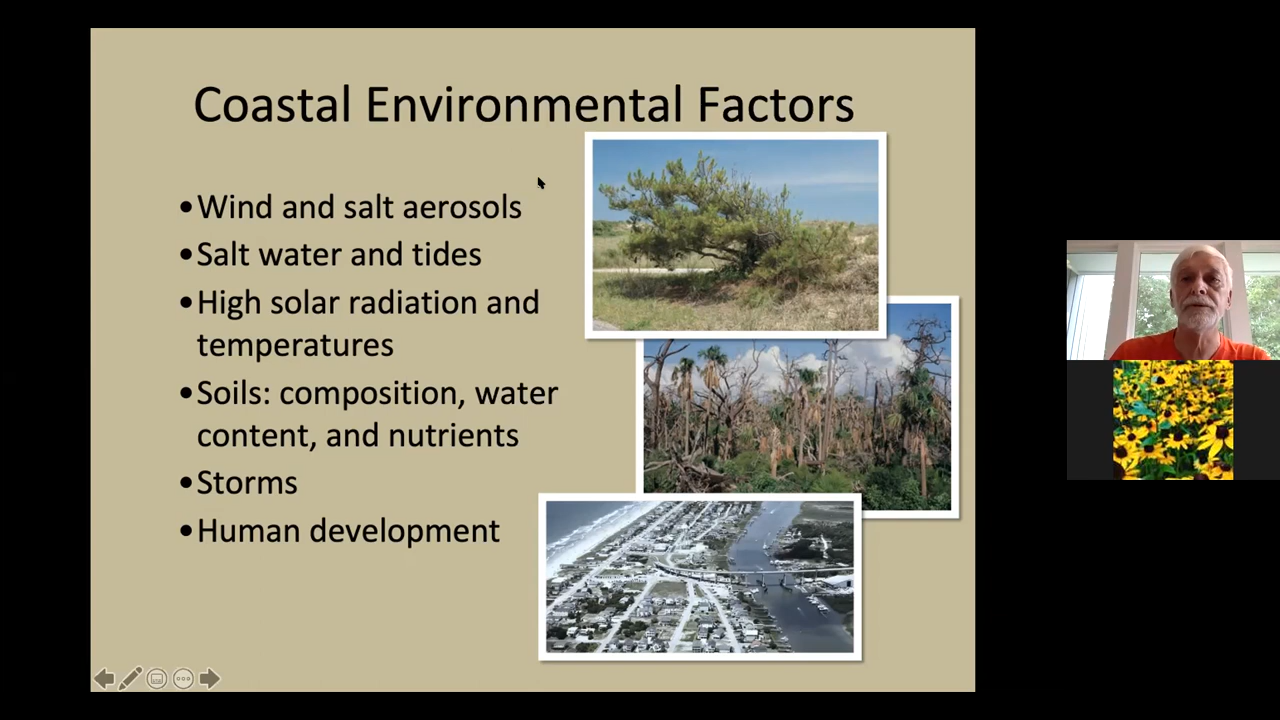 Coastal Environmental Factors
•Wind and salt aerosols
•Salt water and tides
•High solar radiation and
temperatures
•Soils: composition, water
content, and nutrients
•Storms
•Human development